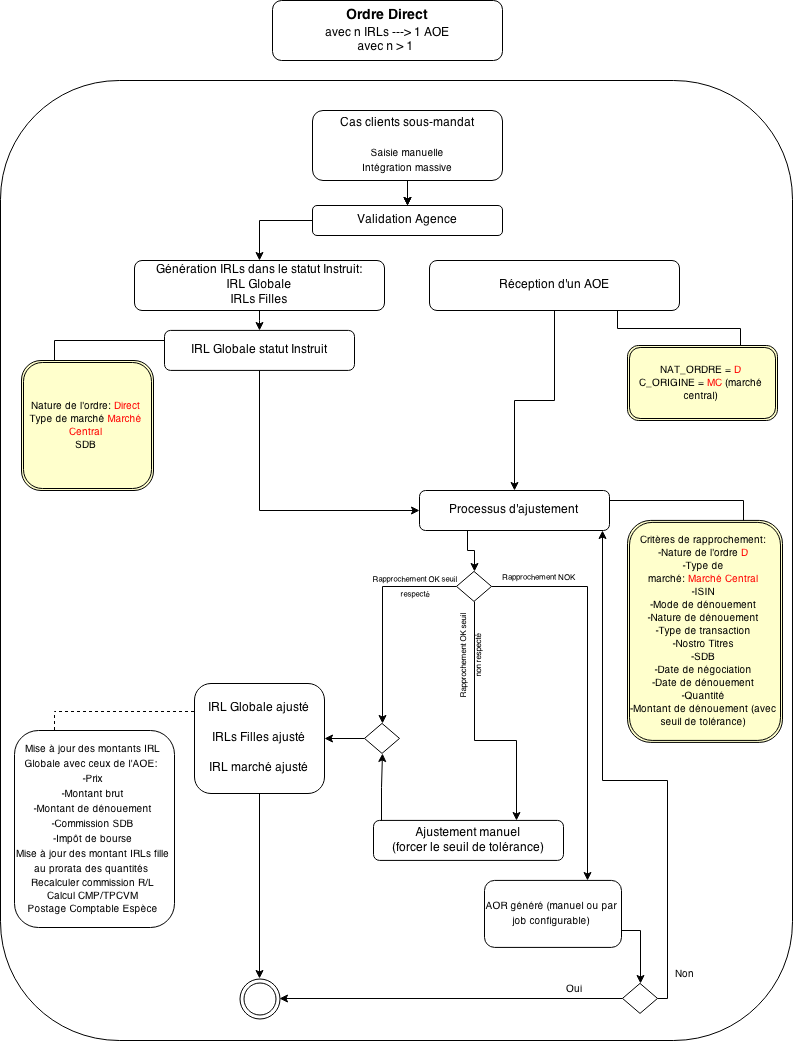 Ordre Direct
avec n IRLs ---> 1 AOE
avec n > 1
Cas clients sous-mandat
Saisie manuelle
Intégration massive
Validation Agence
Génération IRLs dans le statut Instruit:
IRL Globale
IRLs Filles
Réception d'un AOE
IRL Globale statut Instruit
NAT_ORDRE = D
C_ORIGINE = MC (marché
central)
Nature de l'ordre: Direct
Type de marché Marché
Central
SDB
Processus d'ajustement
Critères de rapprochement:
-Nature de l'ordre D
-Type de
marché: Marché Central
-ISIN
-Mode de dénouement
-Nature de dénouement
-Type de transaction
-Nostro Titres
-SDB
-Date de négociation
-Date de dénouement
-Quantité
-Montant de dénouement (avec
seuil de tolérance)
Rapprochement OK seuil
respecté
Rapprochement NOK
Rapprochement OK seuil
non respecté
IRL Globale ajusté
IRLs Filles ajusté
IRL marché ajusté
Mise à jour des montants IRL
Globale avec ceux de l'AOE:
-Prix
-Montant brut
-Montant de dénouement
-Commission SDB
-Impôt de bourse
Mise à jour des montant IRLs fille
au prorata des quantités
Recalculer commission R/L
Calcul CMP/TPCVM
Postage Comptable Espèce
Ajustement manuel
(forcer le seuil de tolérance)
AOR généré (manuel ou par
job configurable)
Non
Oui